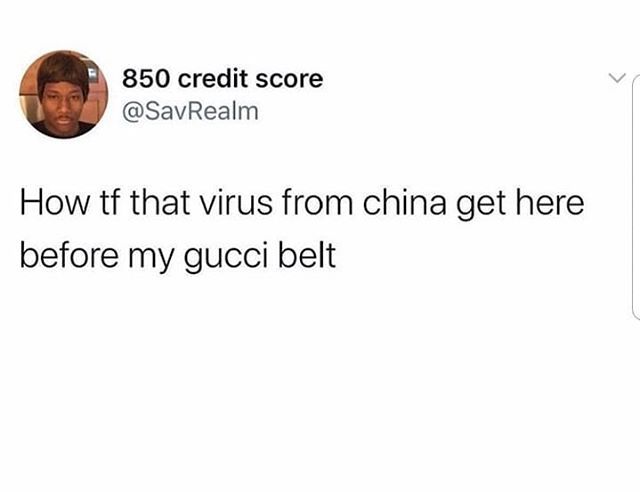 850 credit score
@SavRealm
How tf that virus from china get here
before my gucci belt